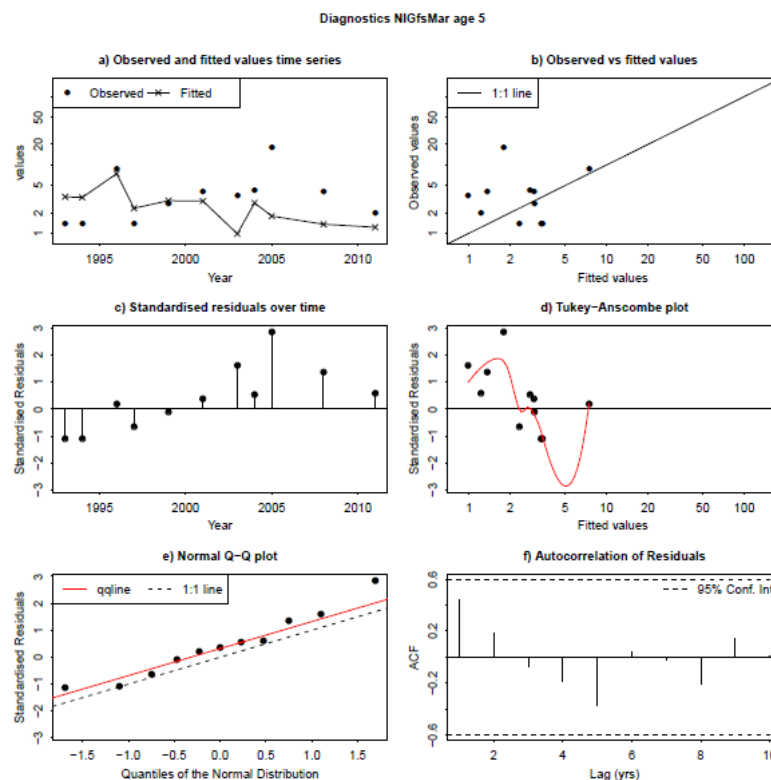 Diagnostics NIGfsMar age 5
a) Observed and fitted values time series
Observed Fitted
values
50
20
5
2
1
1995 2000 2005 2010
Year
b) Observed vs fitted values
1:1 line
Observed values
50
20
5
2
1
1 2 5 10 20 50 100
Fitted values
c) Standardised residuals over time
Standardised Residuals
3
2
1
0
−1
−2
−3
1995 2000 2005 2010
Year
d) Tukey−Anscombe plot
Standardised Residuals
3
2
1
0
−1
−2
−3
1 2 5 10 20 50 100
Fitted values
e) Normal Q−Q plot
qqline 1:1 line
Standardised Residuals
3
2
1
0
−1
−2
−3
−1.5 −1.0 −0.5 0.0 0.5 1.0 1.5
Quantiles of the Normal Distribution
f) Autocorrelation of Residuals
95% Conf. Int
ACF
0.6
0.2
−0.2
−0.6
2 4 6 8 10
Lag (yrs)